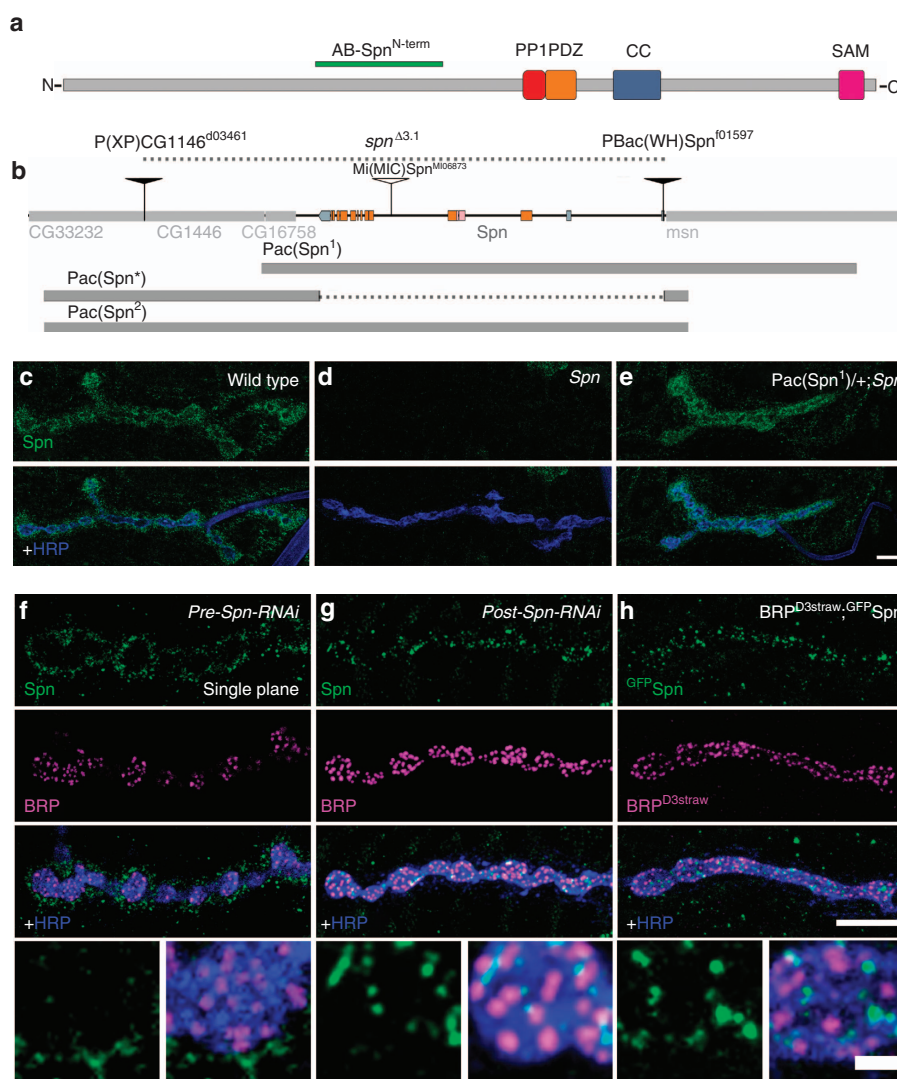 a
AB-Spn^N-term
PP1PDZ CC SAM
N C
P(XP)CG1146^d03461 spn^Δ3.1 PBac(WH)Spn^f01597
b
Mi(MIC)Spn^MI06873
CG33232 CG1446 CG16758 Spn msn
Pac(Spn^1)
Pac(Spn*)
Pac(Spn^2)
c Wild type d Spn e Pac(Spn^1)/+;Spn
Spn
+HRP
f Pre-Spn-RNAi g Post-Spn-RNAi h BRP^D3straw;GFPSpn
Spn Single plane Spn ^GFPSpn
BRP BRP BRP^D3straw
+HRP +HRP +HRP